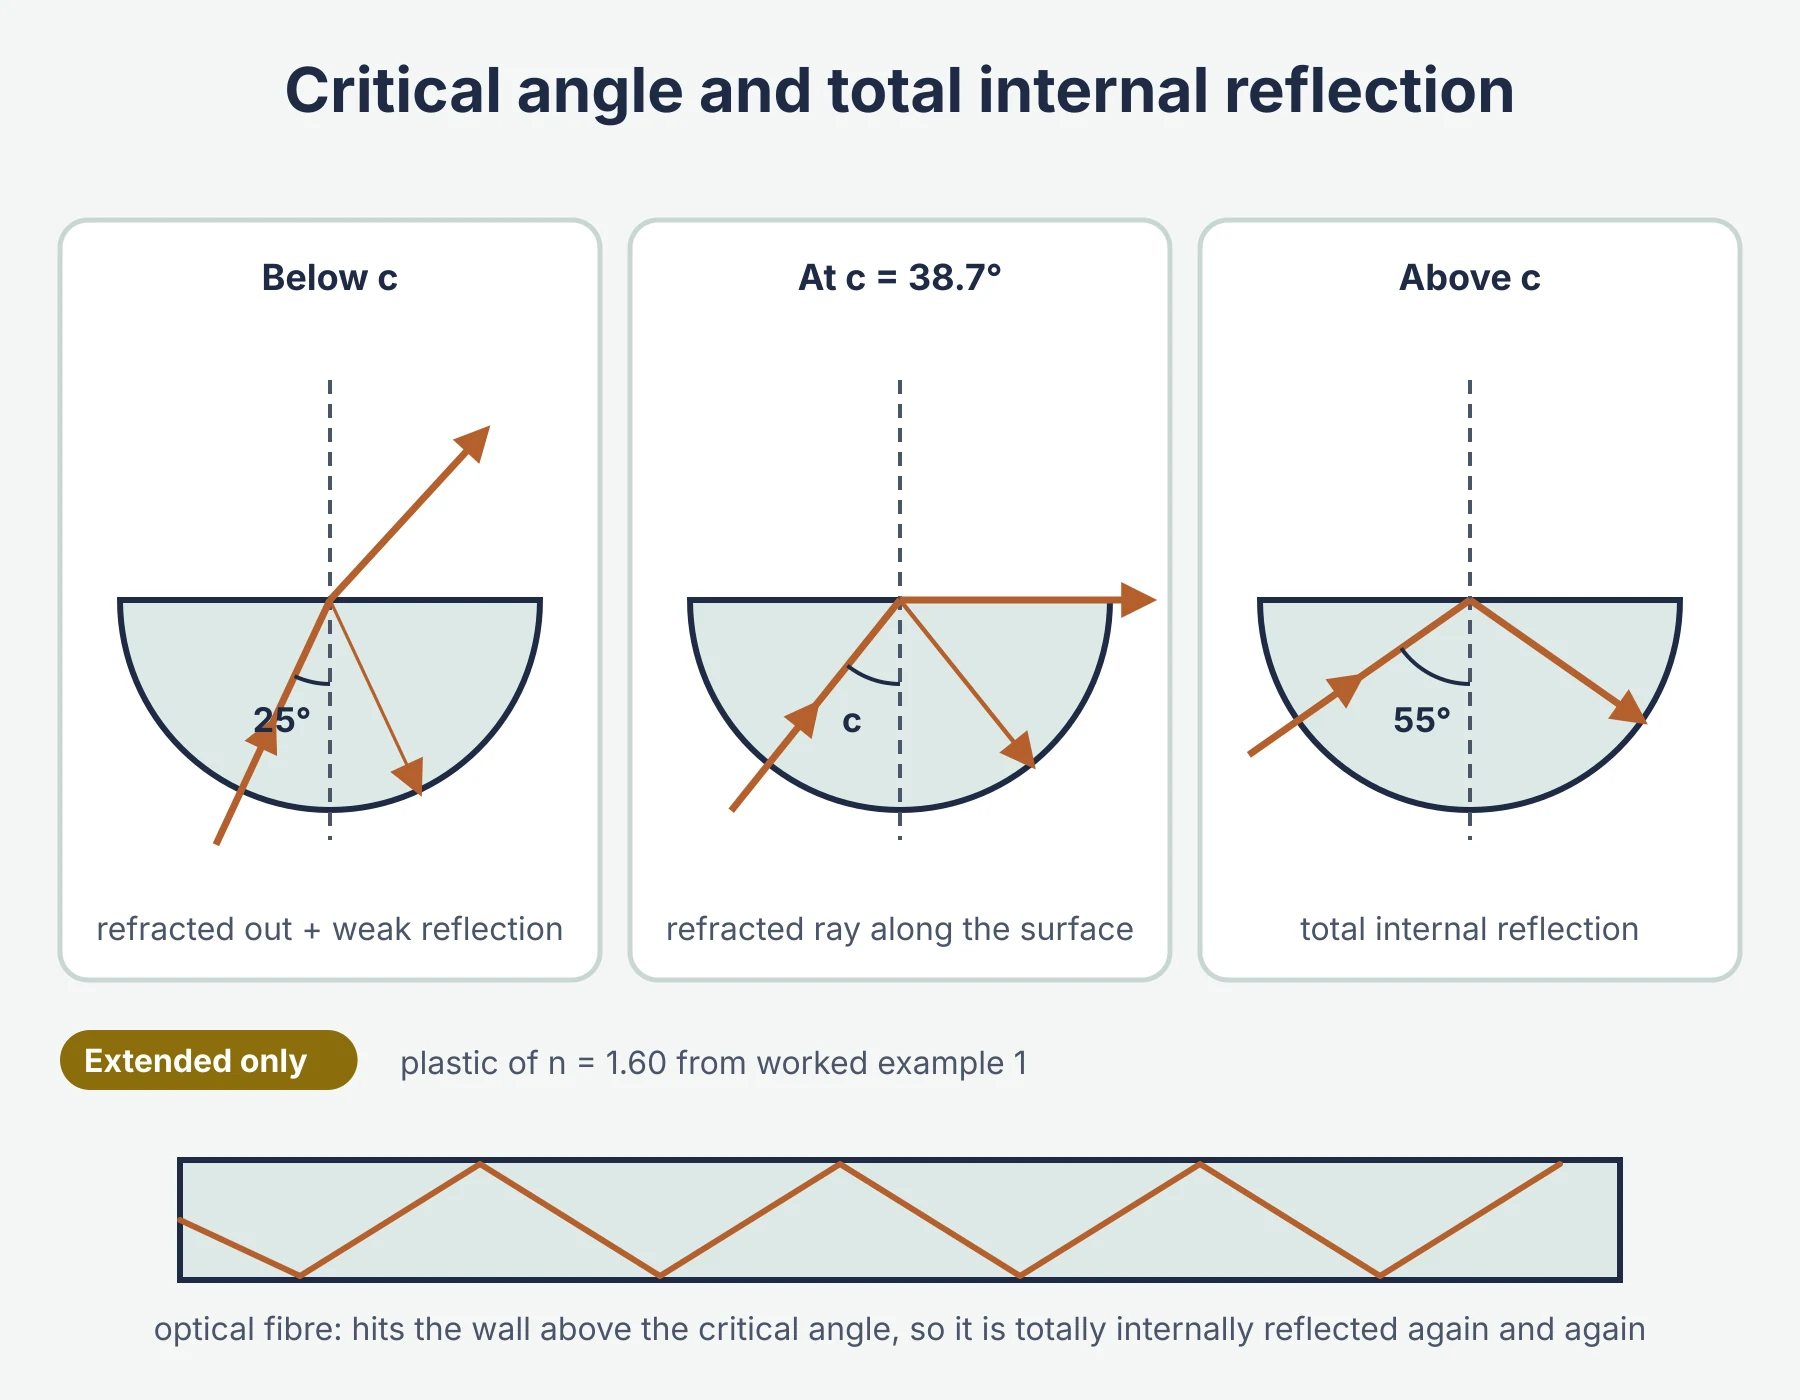 Critical angle and total internal reflection
Below c
At c = 38.7°
Above c
25°
c
55°
refracted out + weak reflection
refracted ray along the surface
total internal reflection
Extended only
plastic of n = 1.60 from worked example 1
optical fibre: hits the wall above the critical angle, so it is totally internally reflected again and again